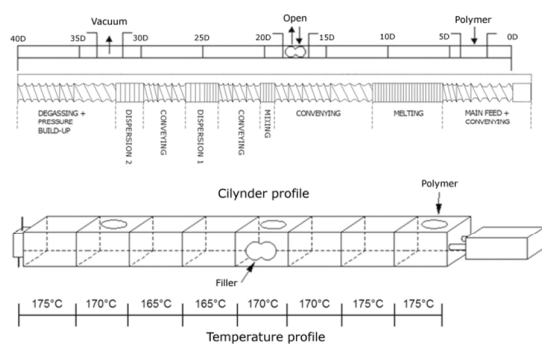 Vacuum
Open
Polymer
40D 35D 30D 25D 20D 15D 10D 5D 0D
DEGASSING +
PRESSURE
BUILD-UP
DISPERSION 2
CONVEYING
DISPERSION 1
CONVEYING
MIXING
CONVENYING
MELTING
MAIN FEED +
CONVENYING
Cilynder profile
Polymer
Filler
175°C 170°C 165°C 165°C 170°C 170°C 175°C 175°C
Temperature profile